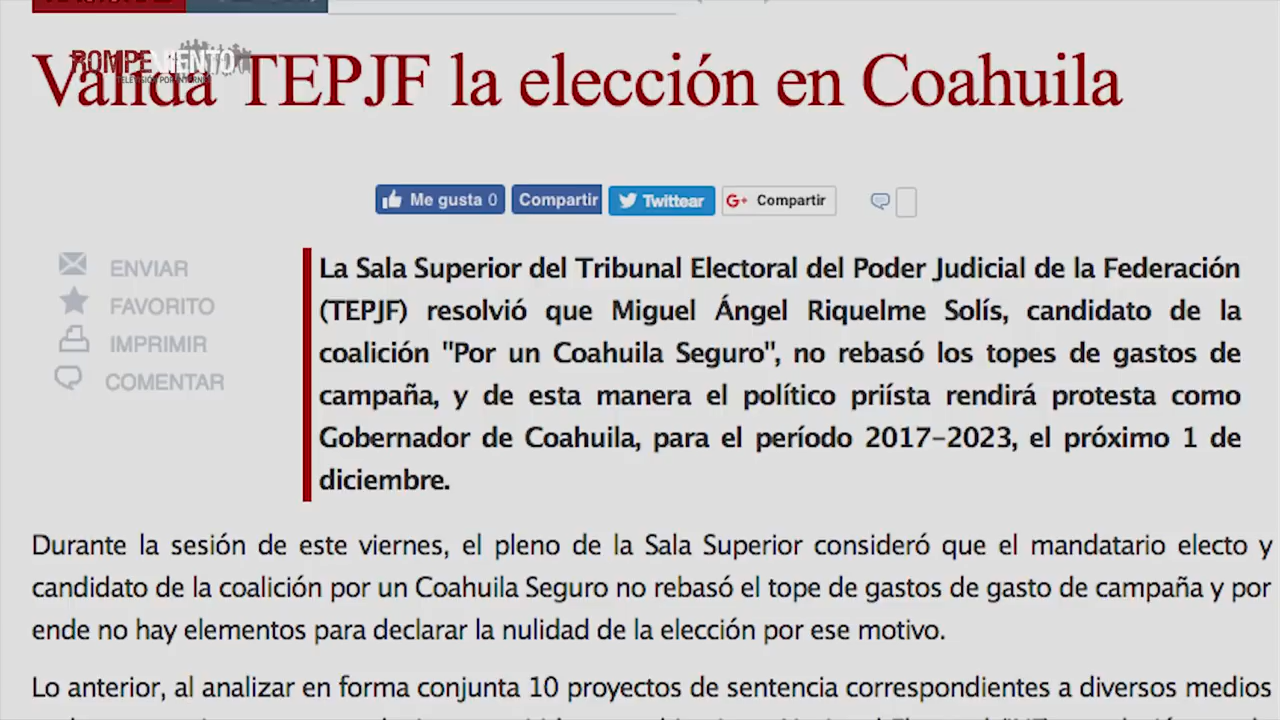 ROMPEVIENTO
TELEVISIÓN POR INTERNET
Valida TEPJF la elección en Coahuila
Me gusta 0 Compartir Twittear G+ Compartir
ENVIAR
FAVORITO
IMPRIMIR
COMENTAR
La Sala Superior del Tribunal Electoral del Poder Judicial de la Federación
(TEPJF) resolvió que Miguel Ángel Riquelme Solís, candidato de la
coalición "Por un Coahuila Seguro", no rebasó los topes de gastos de
campaña, y de esta manera el político priísta rendirá protesta como
Gobernador de Coahuila, para el período 2017-2023, el próximo 1 de
diciembre.
Durante la sesión de este viernes, el pleno de la Sala Superior consideró que el mandatario electo y
candidato de la coalición por un Coahuila Seguro no rebasó el tope de gastos de gasto de campaña y por
ende no hay elementos para declarar la nulidad de la elección por ese motivo.
Lo anterior, al analizar en forma conjunta 10 proyectos de sentencia correspondientes a diversos medios